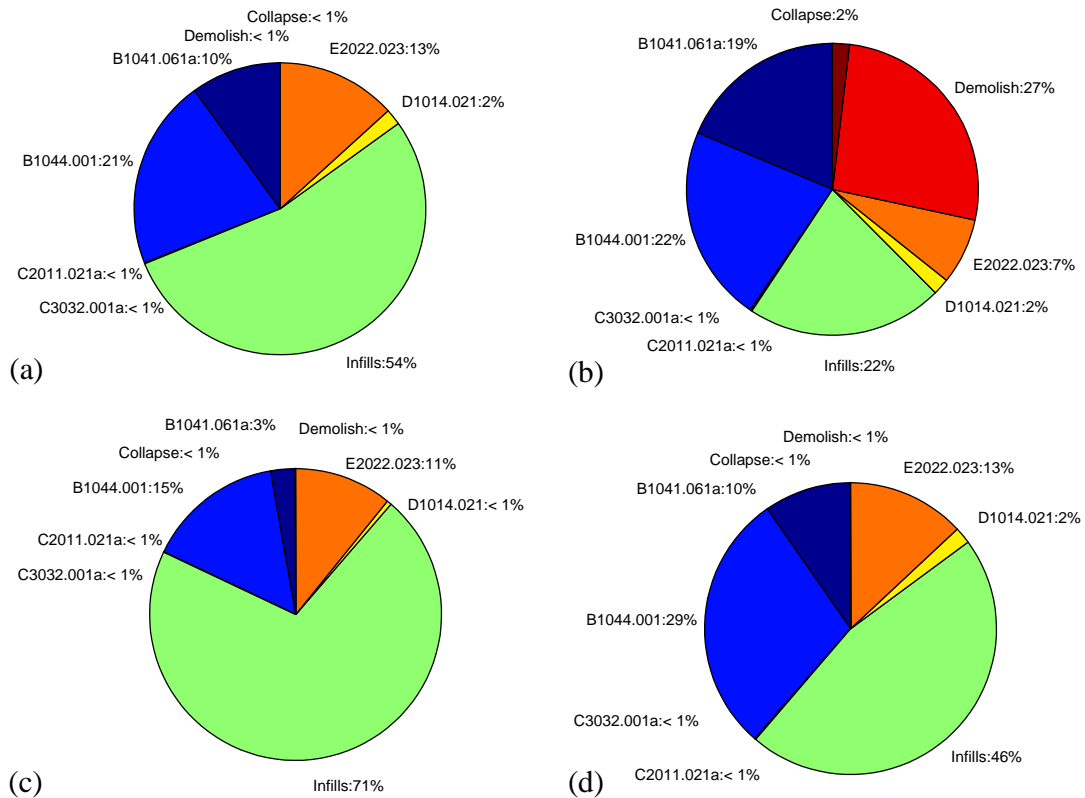 Collapse:< 1%
Demolish:< 1%
B1041.061a:10%
E2022.023:13%
D1014.021:2%
B1044.001:21%
C2011.021a:< 1%
C3032.001a:< 1%
Infills:54%
(a)
Collapse:2%
B1041.061a:19%
Demolish:27%
B1044.001:22%
E2022.023:7%
D1014.021:2%
C3032.001a:< 1%
C2011.021a:< 1%
Infills:22%
(b)
B1041.061a:3%
Demolish:< 1%
Collapse:< 1%
E2022.023:11%
B1044.001:15%
D1014.021:< 1%
C2011.021a:< 1%
C3032.001a:< 1%
Infills:71%
(c)
Demolish:< 1%
Collapse:< 1%
E2022.023:13%
B1041.061a:10%
D1014.021:2%
B1044.001:29%
C3032.001a:< 1%
Infills:46%
C2011.021a:< 1%
(d)